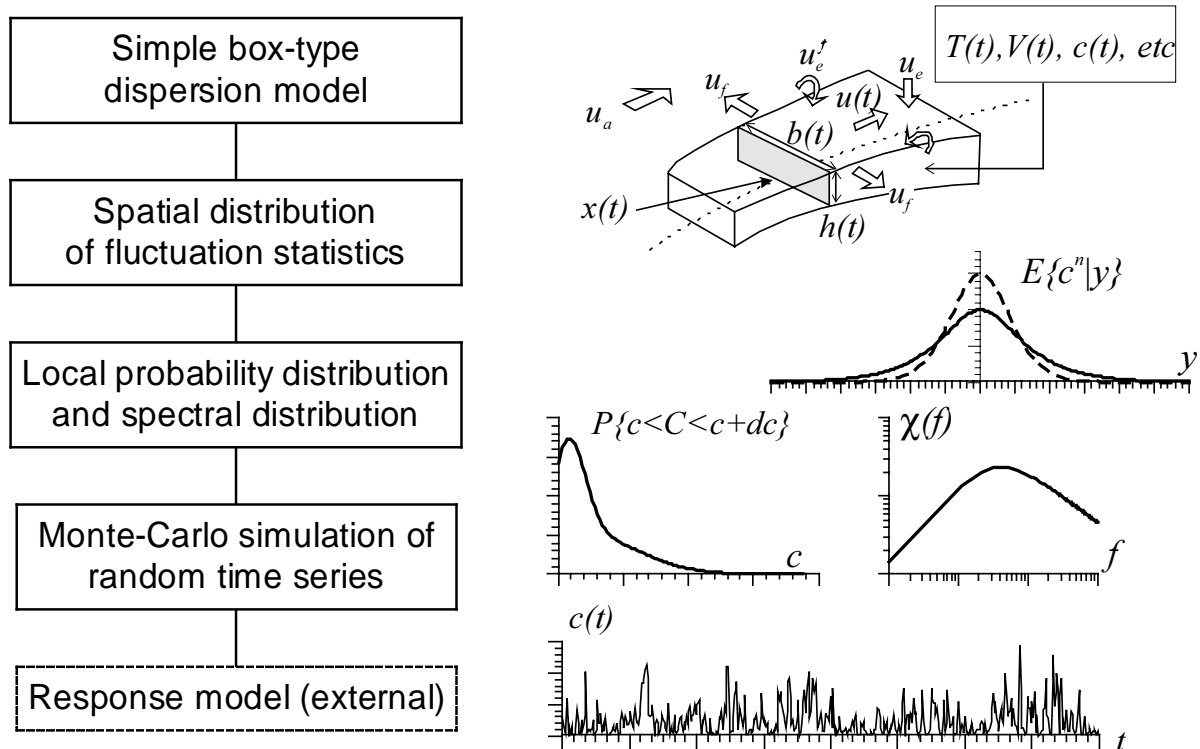 Simple box-type
dispersion model
Spatial distribution
of fluctuation statistics
Local probability distribution
and spectral distribution
Monte-Carlo simulation of
random time series
Response model (external)
T(t),V(t), c(t), etc
u_e^↑
u_e
u_f
u(t)
u_a
b(t)
x(t)
u_f
h(t)
E{c^n|y}
y
P{c<C<c+dc}
c
χ(f)
f
c(t)
t